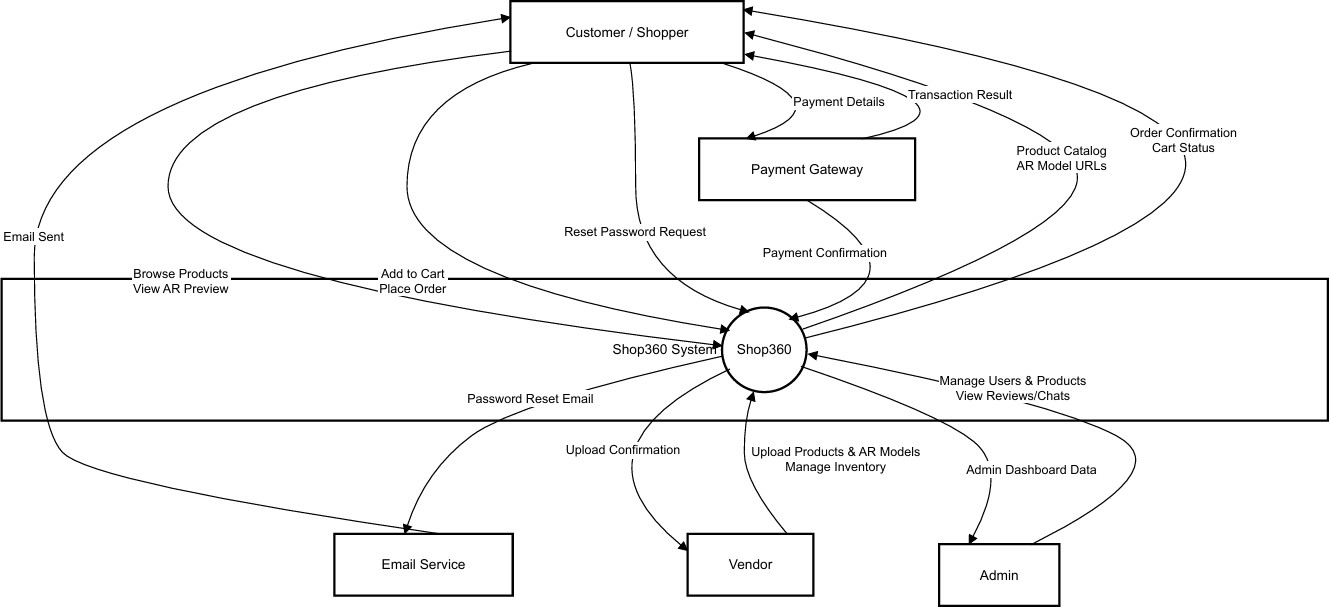 Customer / Shopper
Payment Details
Transaction Result
Order Confirmation
Cart Status
Product Catalog
AR Model URLs
Payment Gateway
Reset Password Request
Email Sent
Payment Confirmation
Browse Products
View AR Preview
Add to Cart
Place Order
Shop360 System
Shop360
Manage Users & Products
View Reviews/Chats
Password Reset Email
Upload Confirmation
Upload Products & AR Models
Manage Inventory
Admin Dashboard Data
Email Service
Vendor
Admin